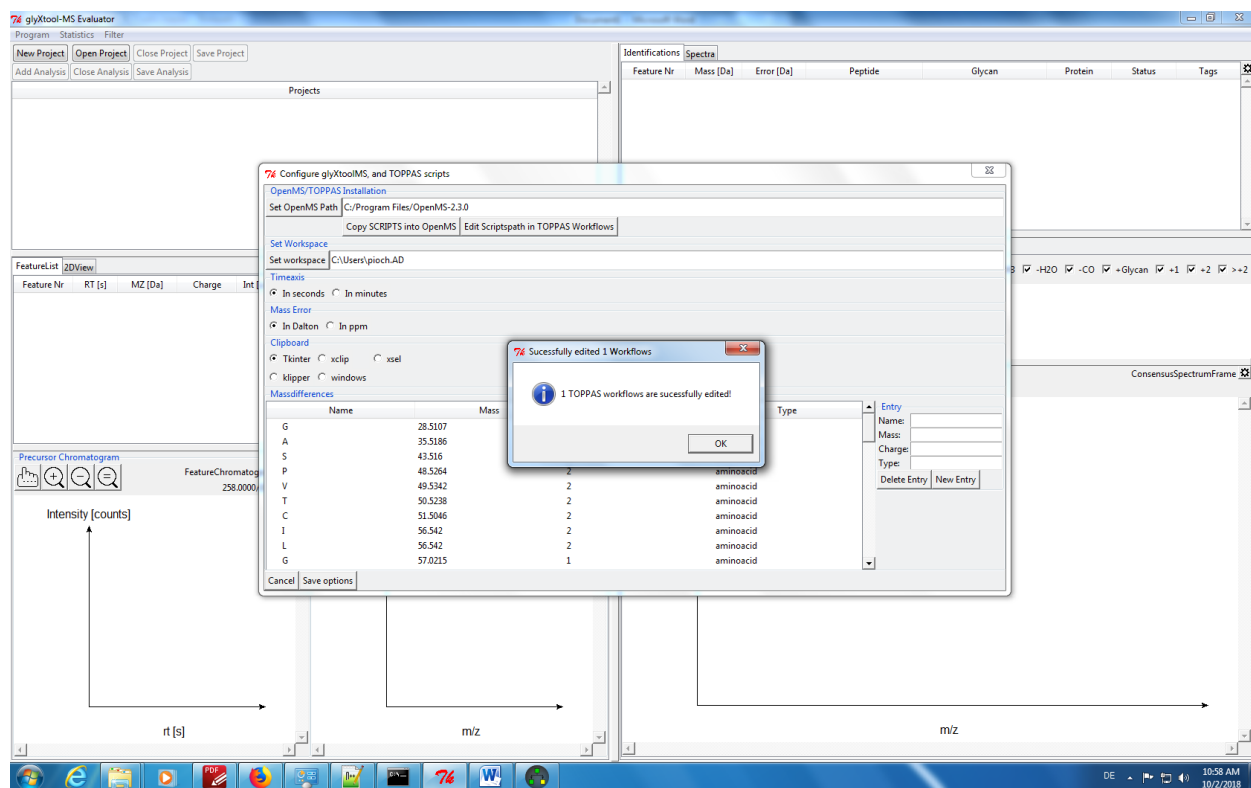 glyXtool-MS Evaluator
Program Statistics Filter
New Project Open Project Close Project Save Project
Add Analysis Close Analysis Save Analysis
Projects
Identifications Spectra
Feature Nr Mass [Da] Error [Da] Peptide Glycan Protein Status Tags
Configure glyXtoolMS, and TOPPAS scripts
OpenMS/TOPPAS Installation
Set OpenMS Path C:/Program Files/OpenMS-2.3.0
Copy SCRIPTS into OpenMS Edit Scriptspath in TOPPAS Workflows
Set Workspace
Set workspace C:\Users\pioch.AD
Timeaxis
In seconds In minutes
Mass Error
In Dalton In ppm
Clipboard
Tkinter xclip xsel
klipper windows
Massdifferences
Name Mass Type
G 28.5107
A 35.5186
S 43.516
P 48.5264 2 aminoacid
V 49.5342 2 aminoacid
T 50.5238 2 aminoacid
C 51.5046 2 aminoacid
I 56.542 2 aminoacid
L 56.542 2 aminoacid
G 57.0215 1 aminoacid
Entry
Name:
Mass:
Charge:
Type:
Delete Entry New Entry
Cancel Save options
Sucessfully edited 1 Workflows
1 TOPPAS workflows are sucessfully edited!
OK
FeatureList 2DView
Feature Nr RT [s] MZ [Da] Charge Int [
-H2O -CO +Glycan +1 +2 >+2
ConsensusSpectrumFrame
Precursor Chromatogram
FeatureChromatog
258.0000/
Intensity [counts]
rt [s]
m/z
m/z
PDF
DE
10:58 AM
10/2/2018